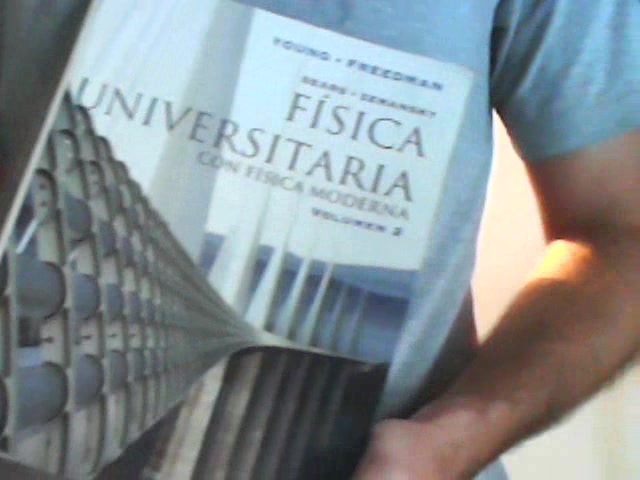 YOUNG • FREEDMAN
SEARS • ZEMANSKY
FÍSICA
UNIVERSITARIA
CON FÍSICA MODERNA
VOLUMEN 2